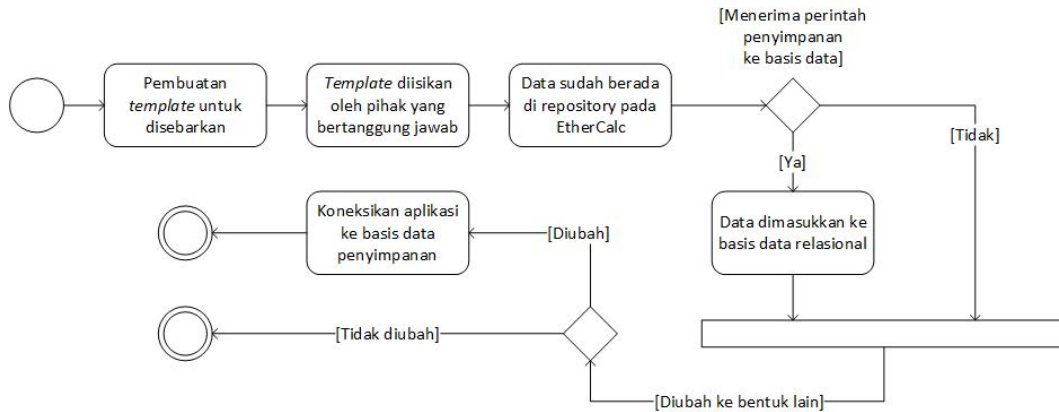 [Menerima perintah
penyimpanan
ke basis data]
Pembuatan
template untuk
disebarkan
Template diisikan
oleh pihak yang
bertanggung jawab
Data sudah berada
di repository pada
EtherCalc
[Tidak]
[Ya]
Data dimasukkan ke
basis data relasional
Koneksikan aplikasi
ke basis data
penyimpanan
[Diubah]
[Tidak diubah]
[Diubah ke bentuk lain]